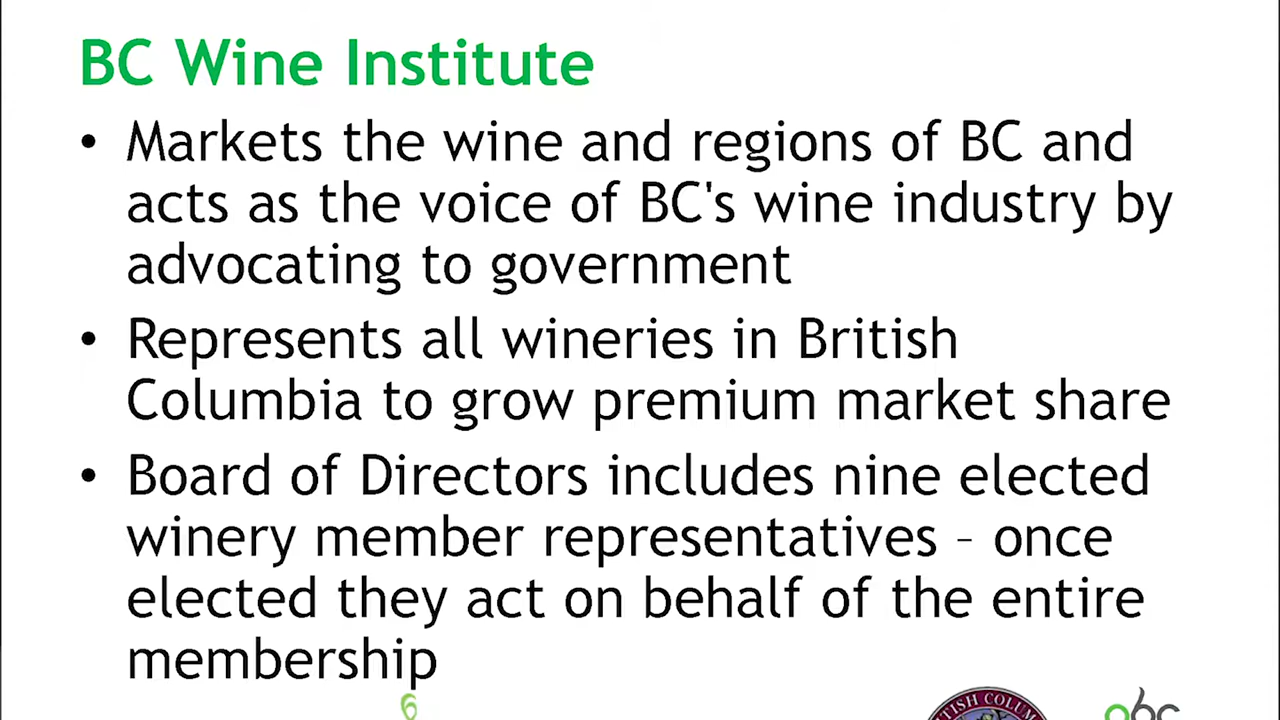 BC Wine Institute
• Markets the wine and regions of BC and
acts as the voice of BC's wine industry by
advocating to government
• Represents all wineries in British
Columbia to grow premium market share
• Board of Directors includes nine elected
winery member representatives – once
elected they act on behalf of the entire
membership
6